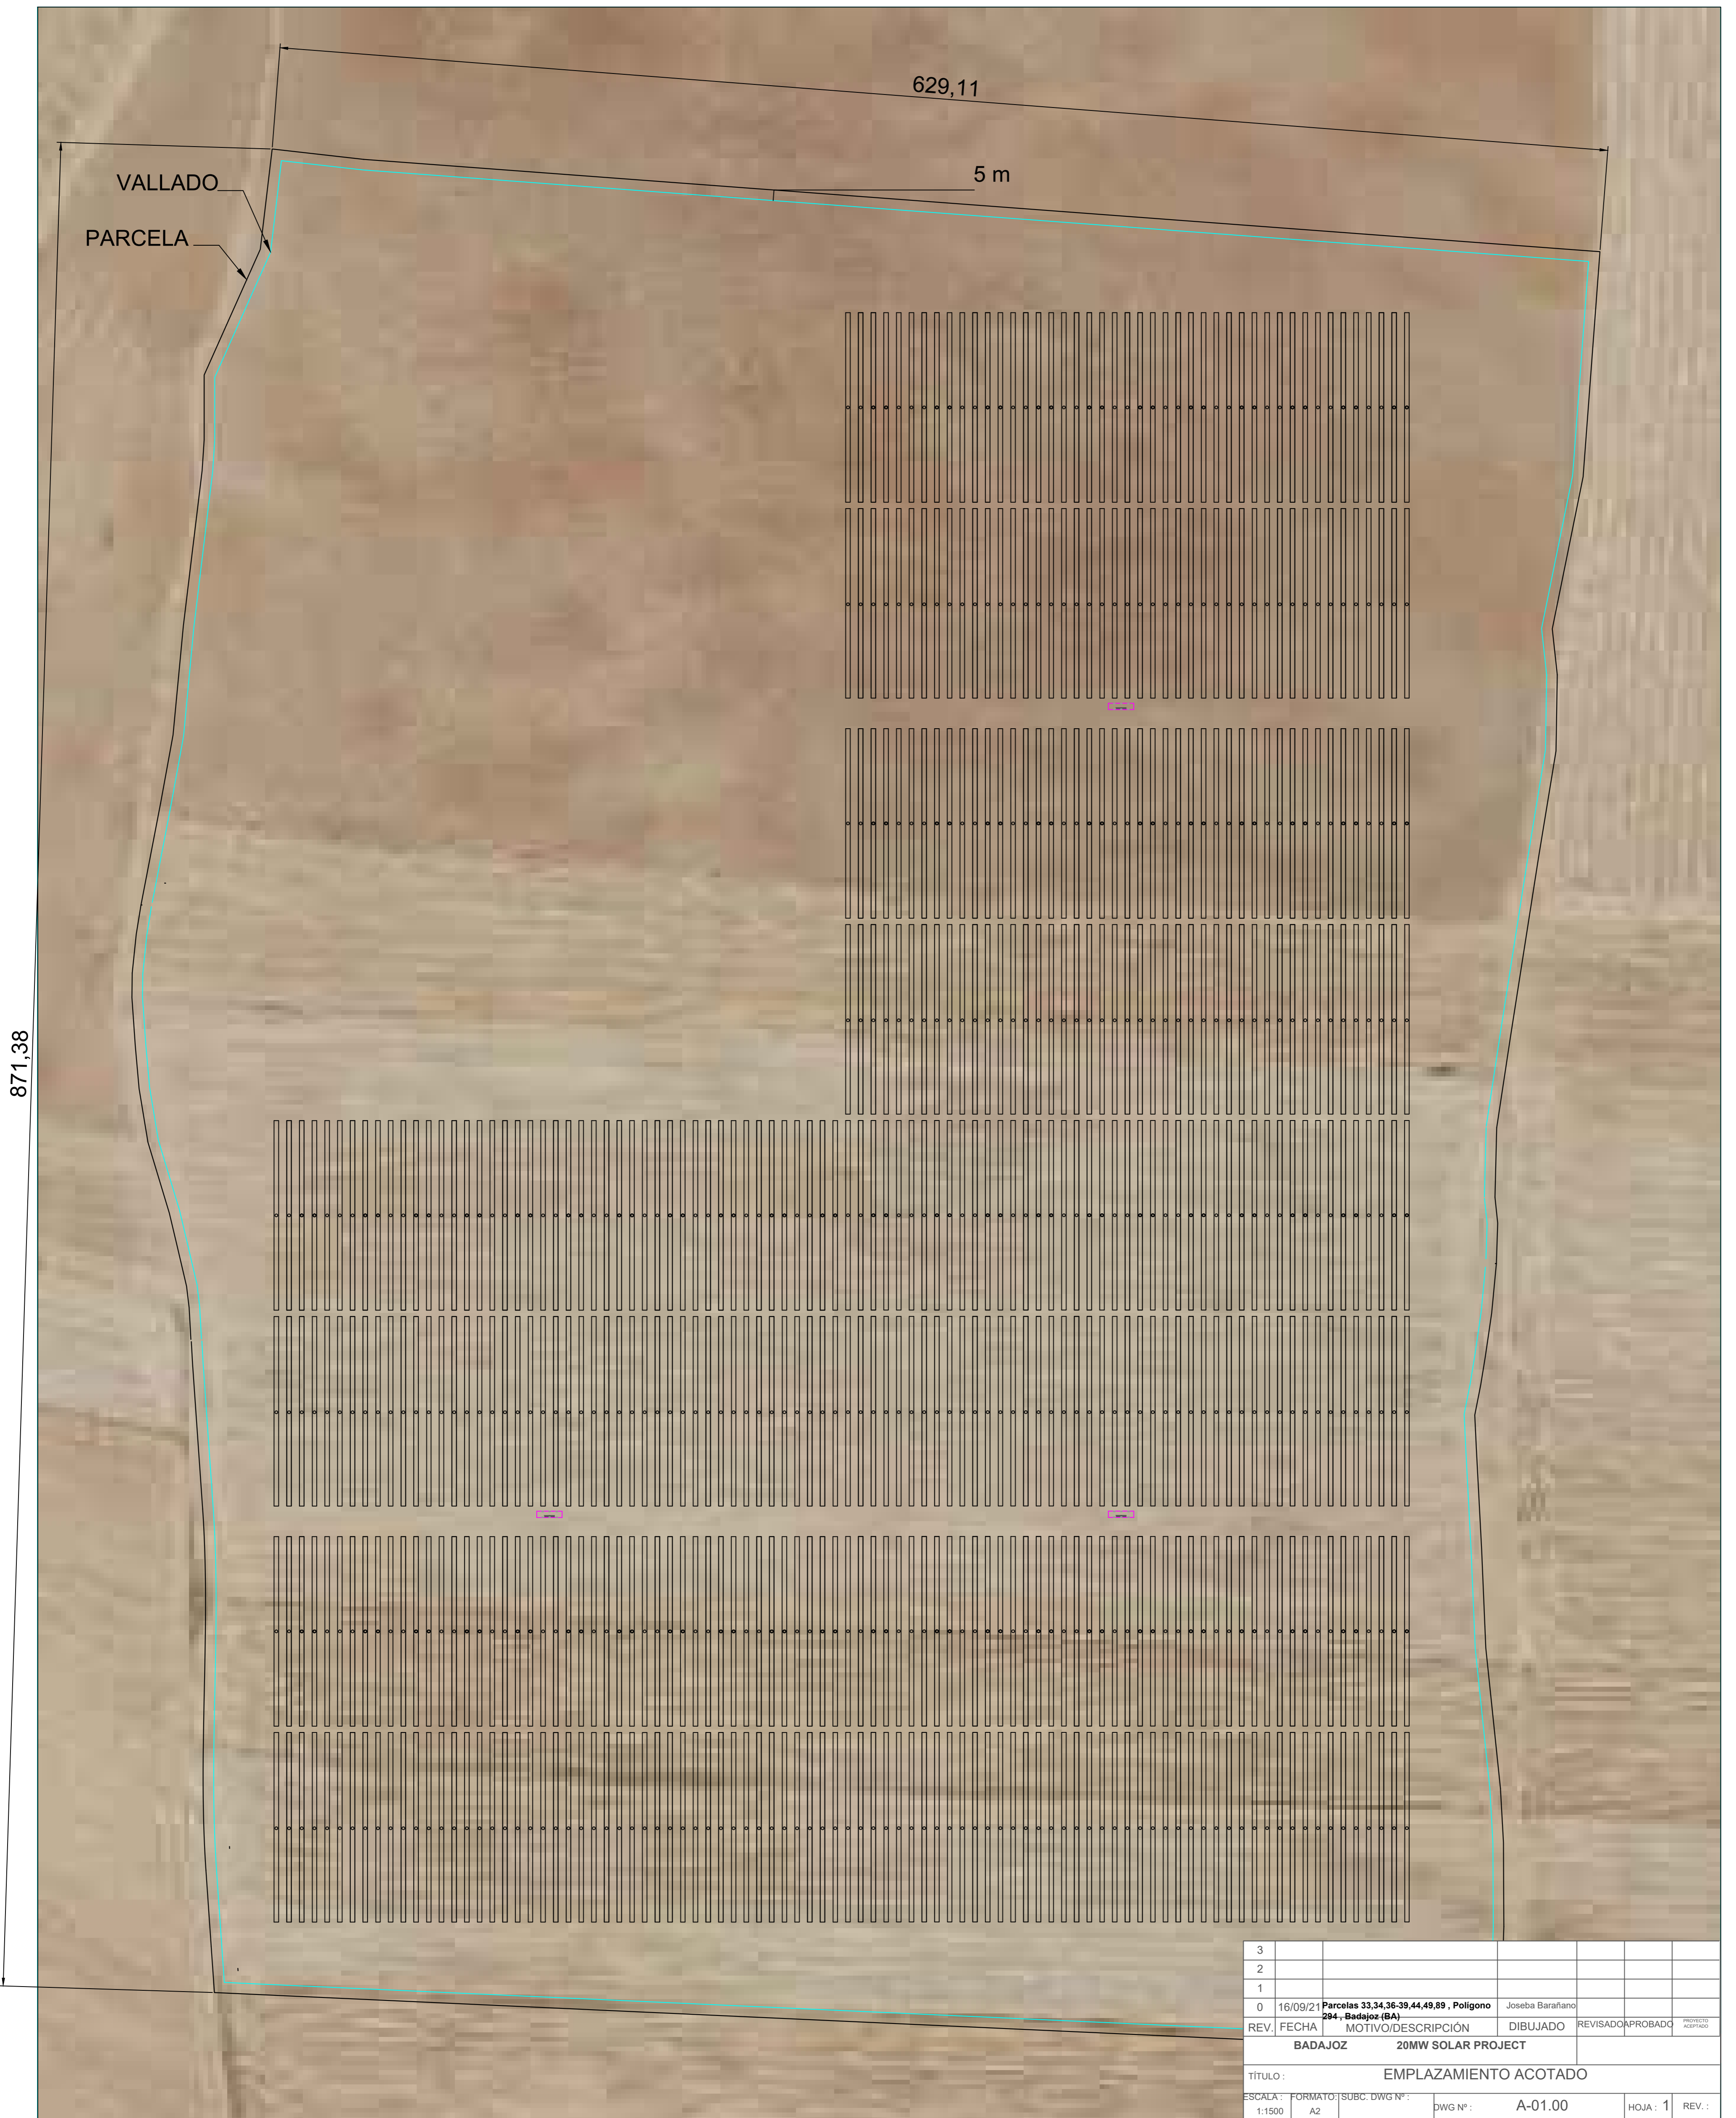 629,11
5 m
VALLADO
PARCELA
871,38
3
2
1
0 16/09/21 Parcelas 33,34,36-39,44,49,89 , Polígono 294 , Badajoz (BA) Joseba Barañano
REV. FECHA MOTIVO/DESCRIPCIÓN DIBUJADO REVISADO APROBADO PROYECTO ACEPTADO
BADAJOZ 20MW SOLAR PROJECT
TÍTULO : EMPLAZAMIENTO ACOTADO
ESCALA : FORMATO: SUBC. DWG Nº : DWG Nº : A-01.00 HOJA : 1 REV. :
1:1500 A2